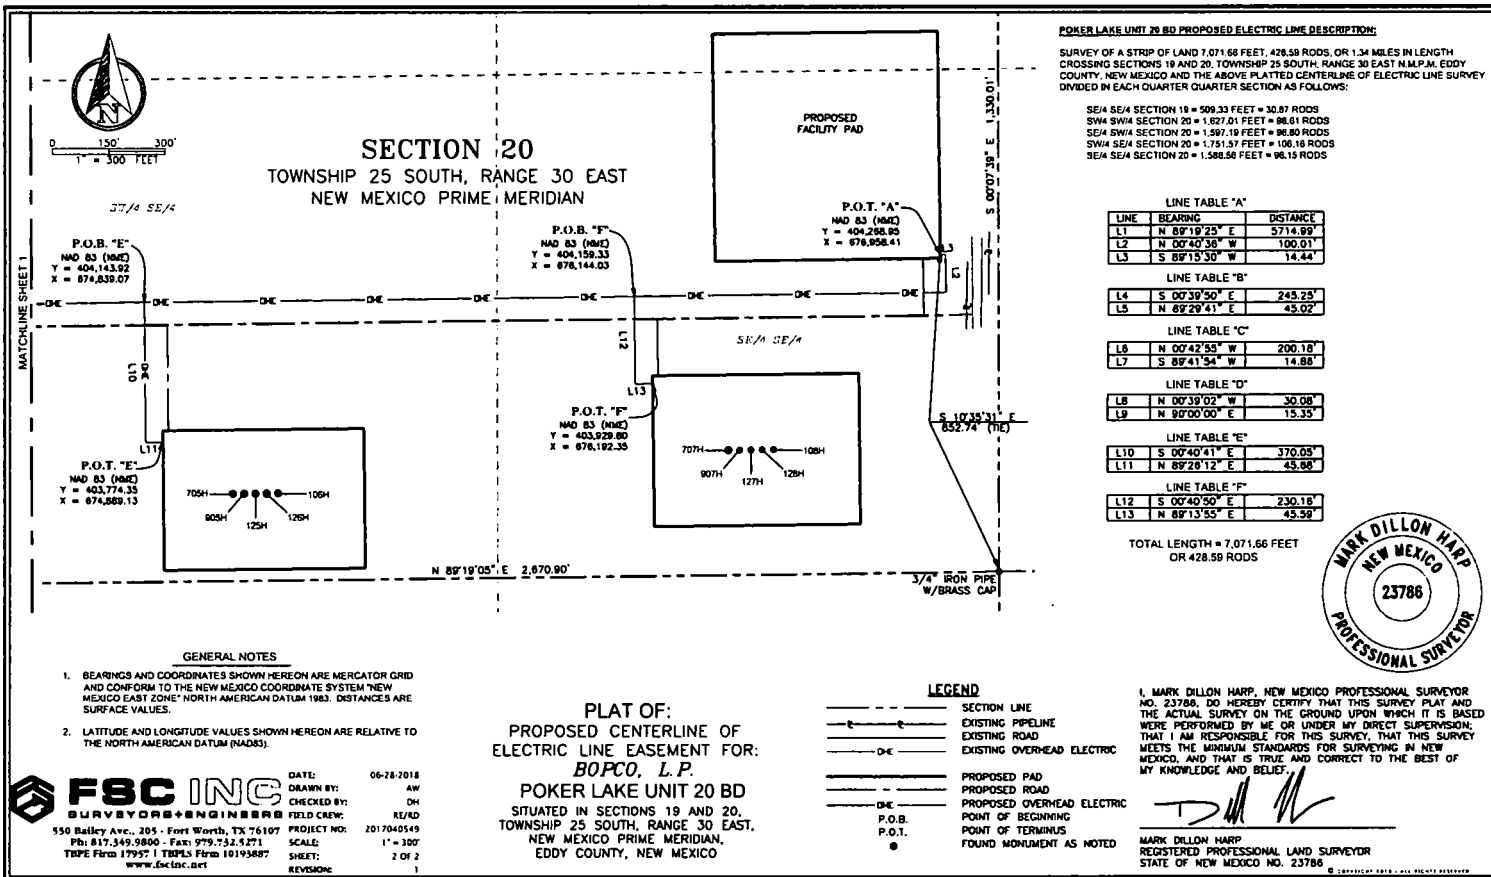 POKER LAKE UNIT 20 BD PROPOSED ELECTRIC LINE DESCRIPTION:
SURVEY OF A STRIP OF LAND 7,071.66 FEET, 428.59 RODS, OR 1.34 MILES IN LENGTH
CROSSING SECTIONS 19 AND 20, TOWNSHIP 25 SOUTH, RANGE 30 EAST N.M.P.M. EDDY
COUNTY, NEW MEXICO AND THE ABOVE PLATTED CENTERLINE OF ELECTRIC LINE SURVEY
DIVIDED IN EACH QUARTER QUARTER SECTION AS FOLLOWS:
SE/4 SE/4 SECTION 19 = 509.33 FEET = 30.87 RODS
SW/4 SW/4 SECTION 20 = 1,627.01 FEET = 98.61 RODS
SE/4 SW/4 SECTION 20 = 1,597.19 FEET = 96.80 RODS
SW/4 SE/4 SECTION 20 = 1,751.57 FEET = 106.16 RODS
SE/4 SE/4 SECTION 20 = 1,586.56 FEET = 96.15 RODS
N
0 150' 300'
1" = 300 FEET
SECTION 20
TOWNSHIP 25 SOUTH, RANGE 30 EAST
NEW MEXICO PRIME MERIDIAN
SE/4 SE/4
MATCHLINE SHEET 1
P.O.B. "E"
NAD 83 (NME)
Y = 404,143.92
X = 674,839.07
P.O.B. "F"
NAD 83 (NME)
Y = 404,159.33
X = 676,144.03
PROPOSED
FACILITY PAD
P.O.T. "A"
NAD 83 (NME)
Y = 404,268.95
X = 676,958.41
S 00°07'39" E 1,330.01'
L3
L2
OHE OHE OHE OHE OHE OHE OHE OHE
L10
OHE
L11
L12
L13
P.O.T. "E"
NAD 83 (NME)
Y = 403,774.35
X = 674,889.13
705H
905H
125H
126H
106H
P.O.T. "F"
NAD 83 (NME)
Y = 403,929.60
X = 676,192.35
707H
907H
127H
128H
108H
S 10°35'31" E
852.74' (TIE)
N 89°19'05" E 2,670.90'
3/4" IRON PIPE
W/BRASS CAP
LINE TABLE "A"
LINE BEARING DISTANCE
L1 N 89°19'25" E 5714.99'
L2 N 00°40'36" W 100.01'
L3 S 89°15'30" W 14.44'
LINE TABLE "B"
L4 S 00°39'50" E 245.25'
L5 N 89°29'41" E 45.02'
LINE TABLE "C"
L6 N 00°42'55" W 200.18'
L7 S 89°41'54" W 14.88'
LINE TABLE "D"
L8 N 00°39'02" W 30.08'
L9 N 90°00'00" E 15.35'
LINE TABLE "E"
L10 S 00°40'41" E 370.05'
L11 N 89°26'12" E 45.68'
LINE TABLE "F"
L12 S 00°40'50" E 230.16'
L13 N 89°13'55" E 45.59'
TOTAL LENGTH = 7,071.66 FEET
OR 428.59 RODS
MARK DILLON HARP
NEW MEXICO
23786
PROFESSIONAL SURVEYOR
GENERAL NOTES
1. BEARINGS AND COORDINATES SHOWN HEREON ARE MERCATOR GRID
AND CONFORM TO THE NEW MEXICO COORDINATE SYSTEM "NEW
MEXICO EAST ZONE" NORTH AMERICAN DATUM 1983. DISTANCES ARE
SURFACE VALUES.
2. LATITUDE AND LONGITUDE VALUES SHOWN HEREON ARE RELATIVE TO
THE NORTH AMERICAN DATUM (NAD83).
FSC INC
SURVEYORS+ENGINEERS
550 Bailey Ave., 205 - Fort Worth, TX 76107
Ph: 817.349.9800 - Fax: 979.732.5271
TBPE Firm 17957 | TBPLS Firm 10193887
www.fscinc.net
DATE: 06-28-2018
DRAWN BY: AW
CHECKED BY: DH
FIELD CREW: RE/RD
PROJECT NO: 2017040549
SCALE: 1" = 300'
SHEET: 2 OF 2
REVISION: 1
PLAT OF:
PROPOSED CENTERLINE OF
ELECTRIC LINE EASEMENT FOR:
BOPCO, L.P.
POKER LAKE UNIT 20 BD
SITUATED IN SECTIONS 19 AND 20,
TOWNSHIP 25 SOUTH, RANGE 30 EAST,
NEW MEXICO PRIME MERIDIAN,
EDDY COUNTY, NEW MEXICO
LEGEND
SECTION LINE
EXISTING PIPELINE
EXISTING ROAD
OHE EXISTING OVERHEAD ELECTRIC
PROPOSED PAD
PROPOSED ROAD
OHE PROPOSED OVERHEAD ELECTRIC
P.O.B. POINT OF BEGINNING
P.O.T. POINT OF TERMINUS
FOUND MONUMENT AS NOTED
I, MARK DILLON HARP, NEW MEXICO PROFESSIONAL SURVEYOR
NO. 23786, DO HEREBY CERTIFY THAT THIS SURVEY PLAT AND
THE ACTUAL SURVEY ON THE GROUND UPON WHICH IT IS BASED
WERE PERFORMED BY ME OR UNDER MY DIRECT SUPERVISION;
THAT I AM RESPONSIBLE FOR THIS SURVEY, THAT THIS SURVEY
MEETS THE MINIMUM STANDARDS FOR SURVEYING IN NEW
MEXICO, AND THAT IS TRUE AND CORRECT TO THE BEST OF
MY KNOWLEDGE AND BELIEF.
MARK DILLON HARP
REGISTERED PROFESSIONAL LAND SURVEYOR
STATE OF NEW MEXICO NO. 23786
© COPYRIGHT 2018 - ALL RIGHTS RESERVED